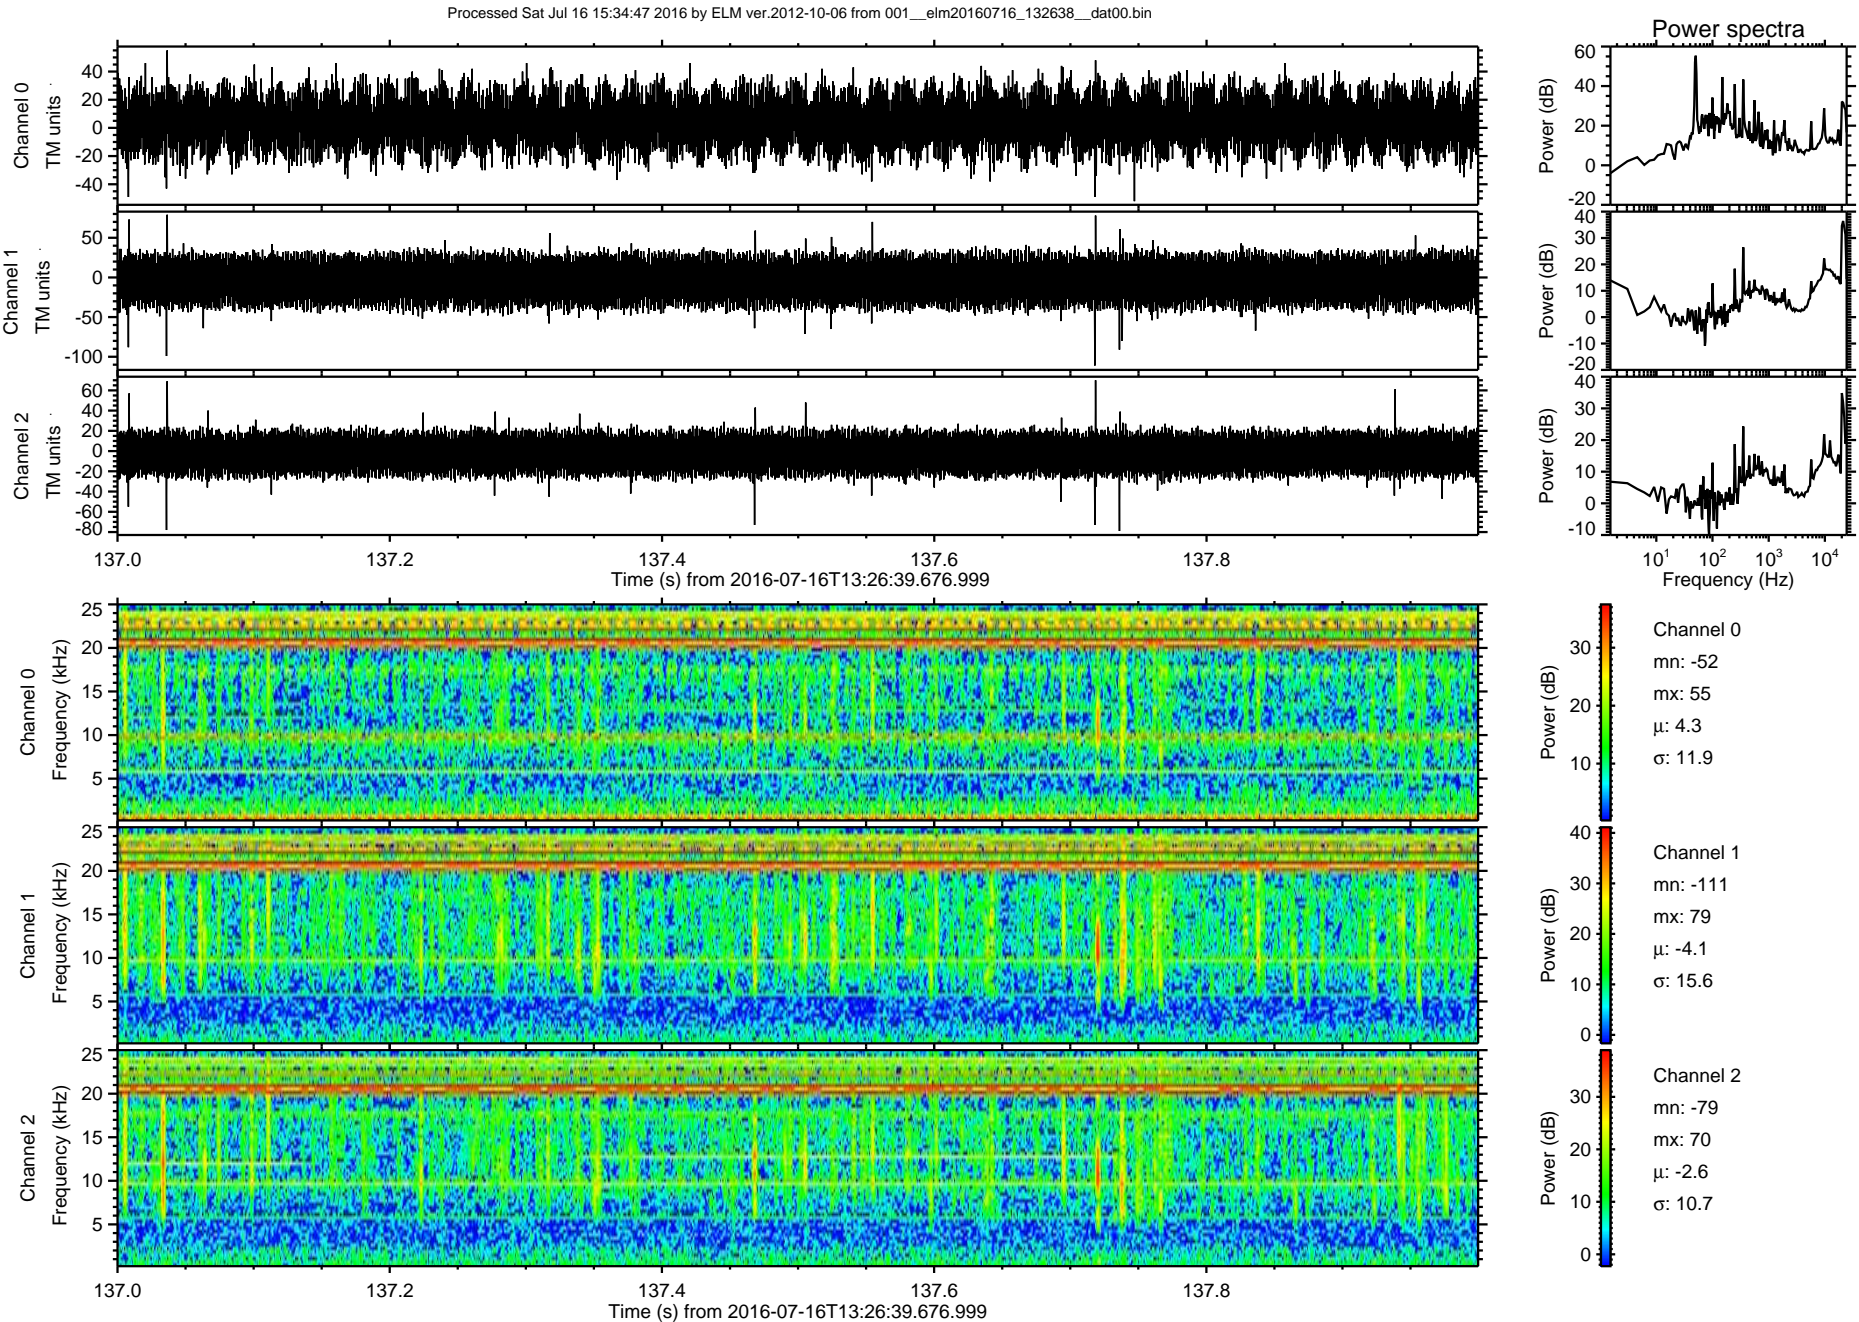 Processed Sat Jul 16 15:34:47 2016 by ELM ver.2012-10-06 from 001__elm20160716_132638__dat00.bin
Power spectra
Channel 0
TM units
40
20
0
-20
-40
Power (dB)
60
40
20
0
-20
Channel 1
TM units
50
0
-50
-100
Power (dB)
40
30
20
10
0
-10
-20
Channel 2
TM units
60
40
20
0
-20
-40
-60
-80
Power (dB)
40
30
20
10
0
-10
137.0 137.2 137.4 137.6 137.8
Time (s) from 2016-07-16T13:26:39.676.999
10^1 10^2 10^3 10^4
Frequency (Hz)
Channel 0
Frequency (kHz)
25
20
15
10
5
Power (dB)
30
20
10
Channel 0
mn: -52
mx: 55
μ: 4.3
σ: 11.9
Channel 1
Frequency (kHz)
25
20
15
10
5
Power (dB)
40
30
20
10
0
Channel 1
mn: -111
mx: 79
μ: -4.1
σ: 15.6
Channel 2
Frequency (kHz)
25
20
15
10
5
Power (dB)
30
20
10
0
Channel 2
mn: -79
mx: 70
μ: -2.6
σ: 10.7
137.0 137.2 137.4 137.6 137.8
Time (s) from 2016-07-16T13:26:39.676.999